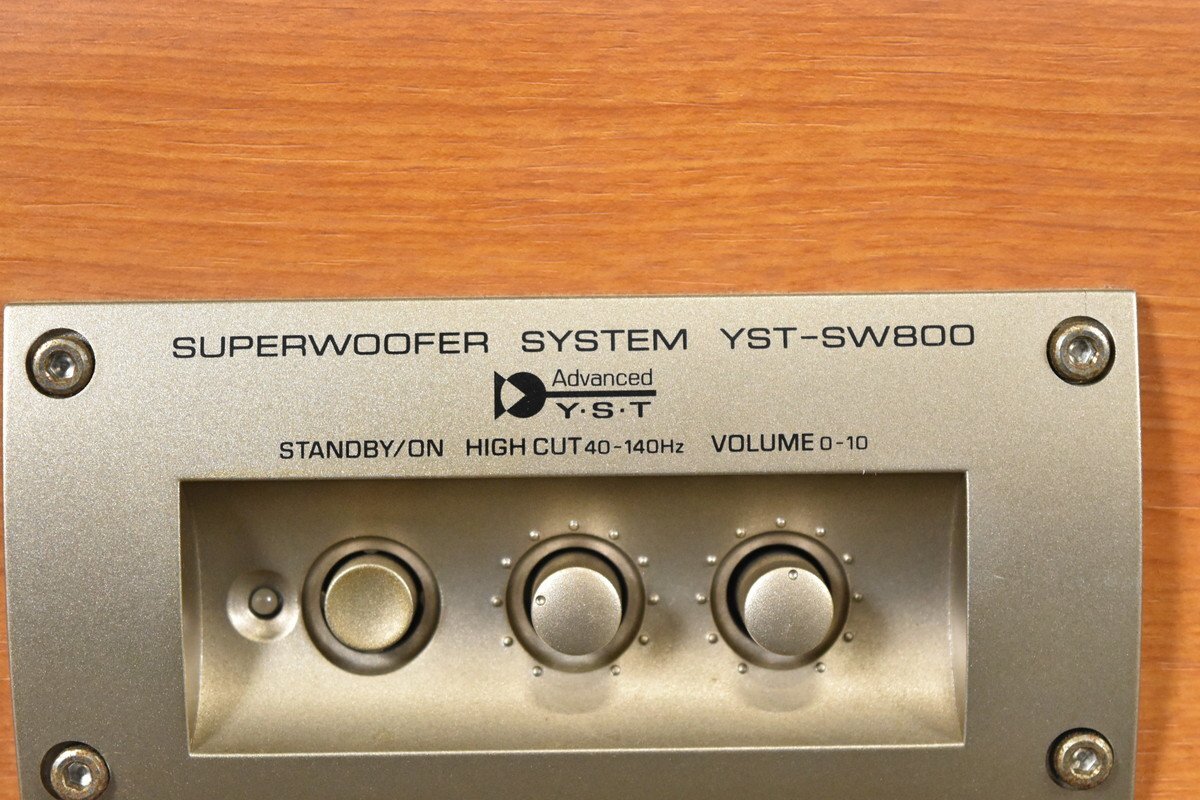 SUPERWOOFER SYSTEM YST-SW800
Advanced
Y·S·T
STANDBY/ON HIGH CUT 40-140Hz VOLUME 0-10